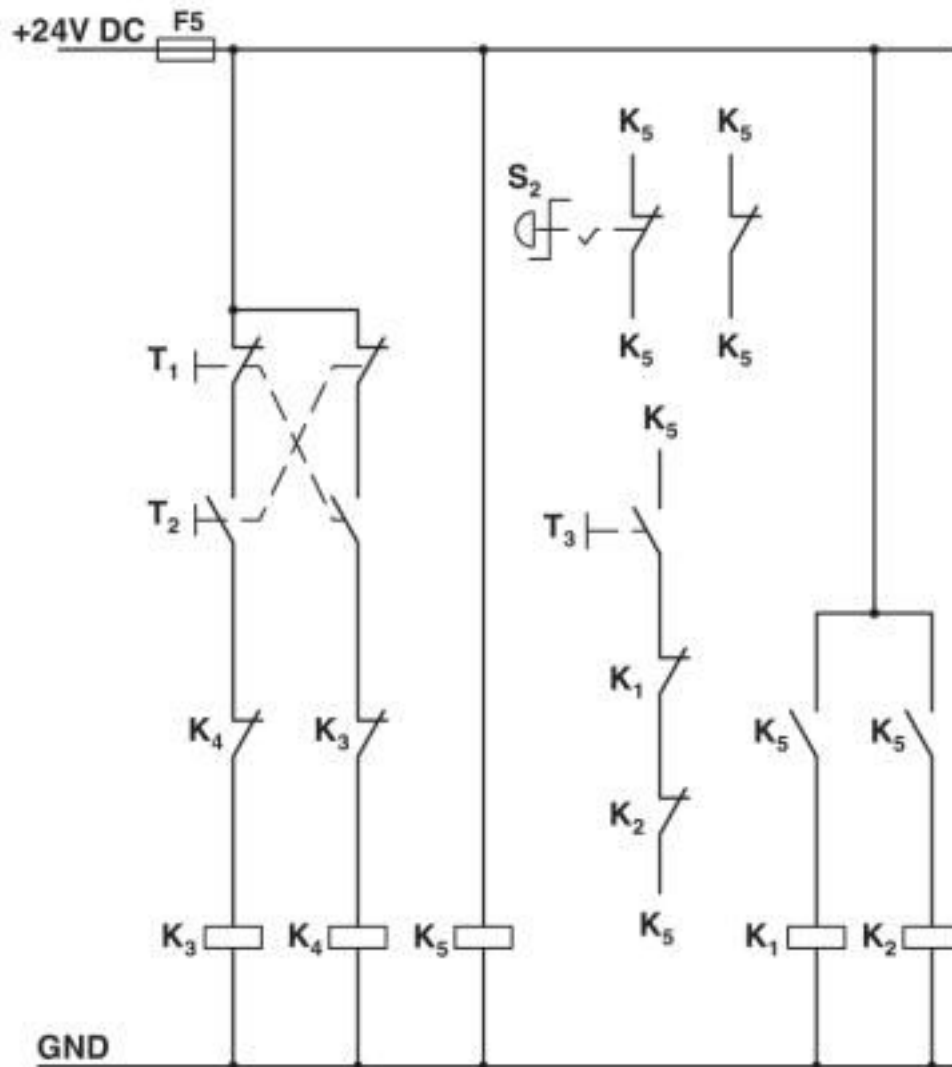 +24V DC F5
K₅ K₅
S₂
K₅ K₅
T₁
K₅
T₂ T₃
K₁
K₄ K₃ K₅ K₅
K₂
K₃ K₄ K₅ K₅ K₁ K₂
GND